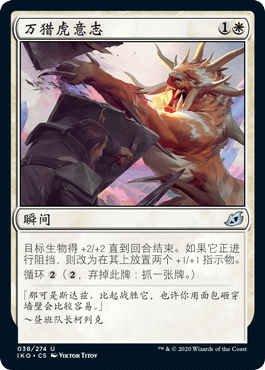 万猎虎意志 1
瞬间
目标生物得+2/+2直到回合结束。如果它正进
行阻挡，则改为在其上放置两个+1/+1指示物。
循环2（2，弃掉此牌：抓一张牌。）
「那可是斯达兹。比起战胜它，也许你用面包砸穿
墙壁会比较容易。」
～昼班队长柯列克
038/274 U
IKO • CS VIKTOR TITOV
™ & © 2020 Wizards of the Coast